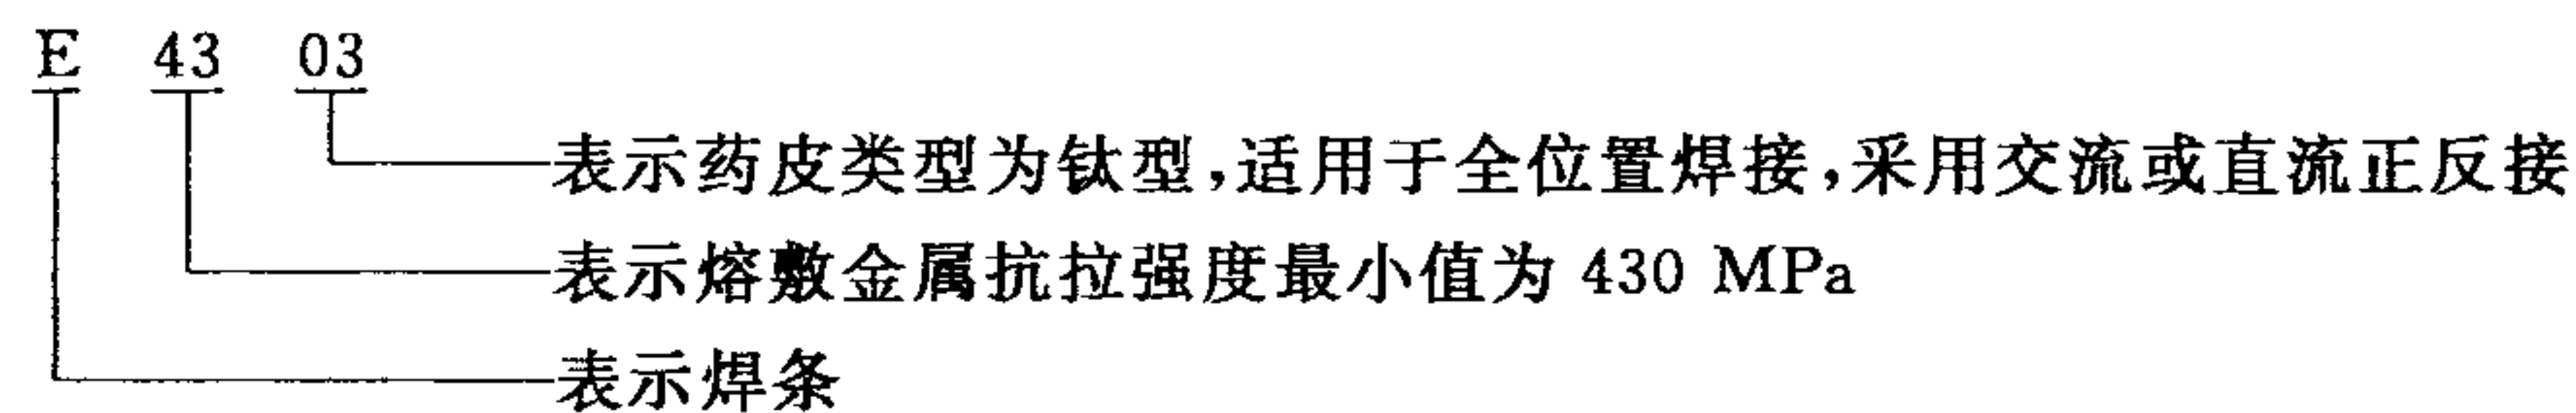 E 43 03
表示药皮类型为钛型,适用于全位置焊接,采用交流或直流正反接
表示熔敷金属抗拉强度最小值为 430 MPa
表示焊条